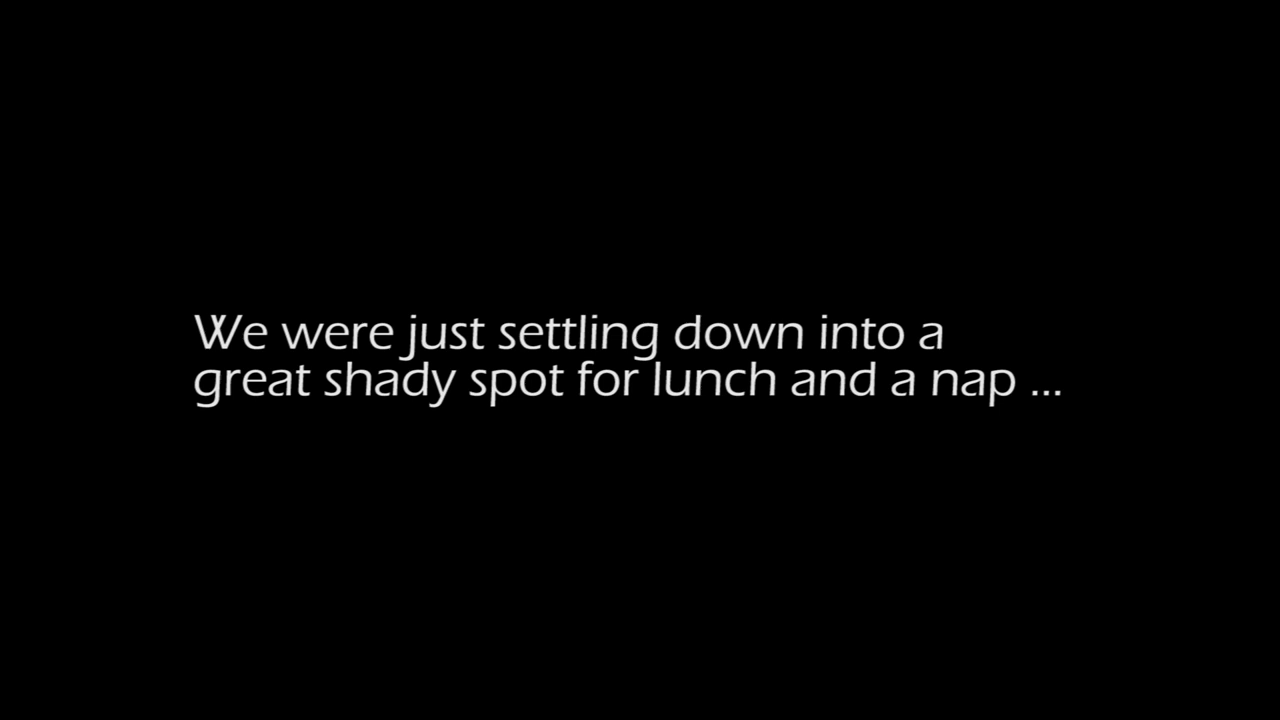 We were just settling down into a
great shady spot for lunch and a nap ...